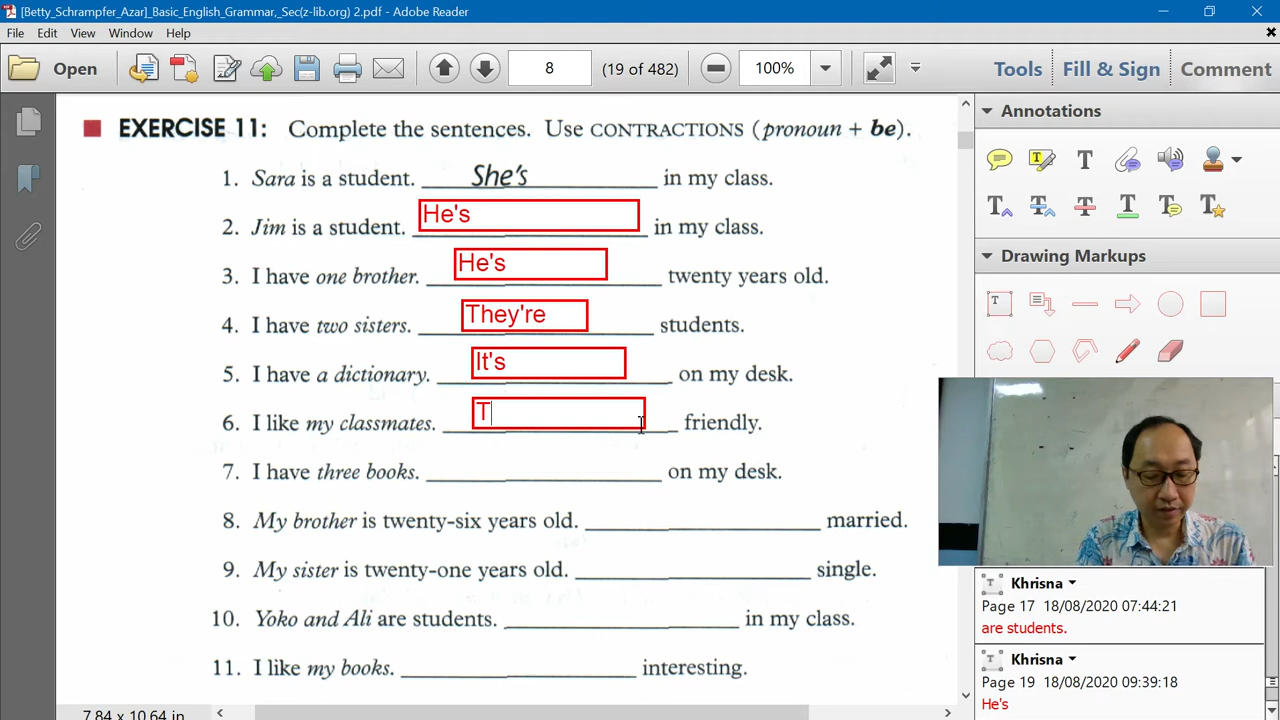 [Betty_Schrampfer_Azar]_Basic_English_Grammar,_Sec(z-lib.org) 2.pdf - Adobe Reader
File Edit View Window Help
Open 8 (19 of 482) 100% Tools Fill & Sign Comment
EXERCISE 11: Complete the sentences. Use CONTRACTIONS (pronoun + be).
1. Sara is a student. She's in my class.
2. Jim is a student. He's in my class.
3. I have one brother. He's twenty years old.
4. I have two sisters. They're students.
5. I have a dictionary. It's on my desk.
6. I like my classmates. T friendly.
7. I have three books. on my desk.
8. My brother is twenty-six years old. married.
9. My sister is twenty-one years old. single.
10. Yoko and Ali are students. in my class.
11. I like my books. interesting.
7.84 x 10.64 in
Annotations
Drawing Markups
Khrisna
Page 17 18/08/2020 07:44:21
are students.
Khrisna
Page 19 18/08/2020 09:39:18
He's